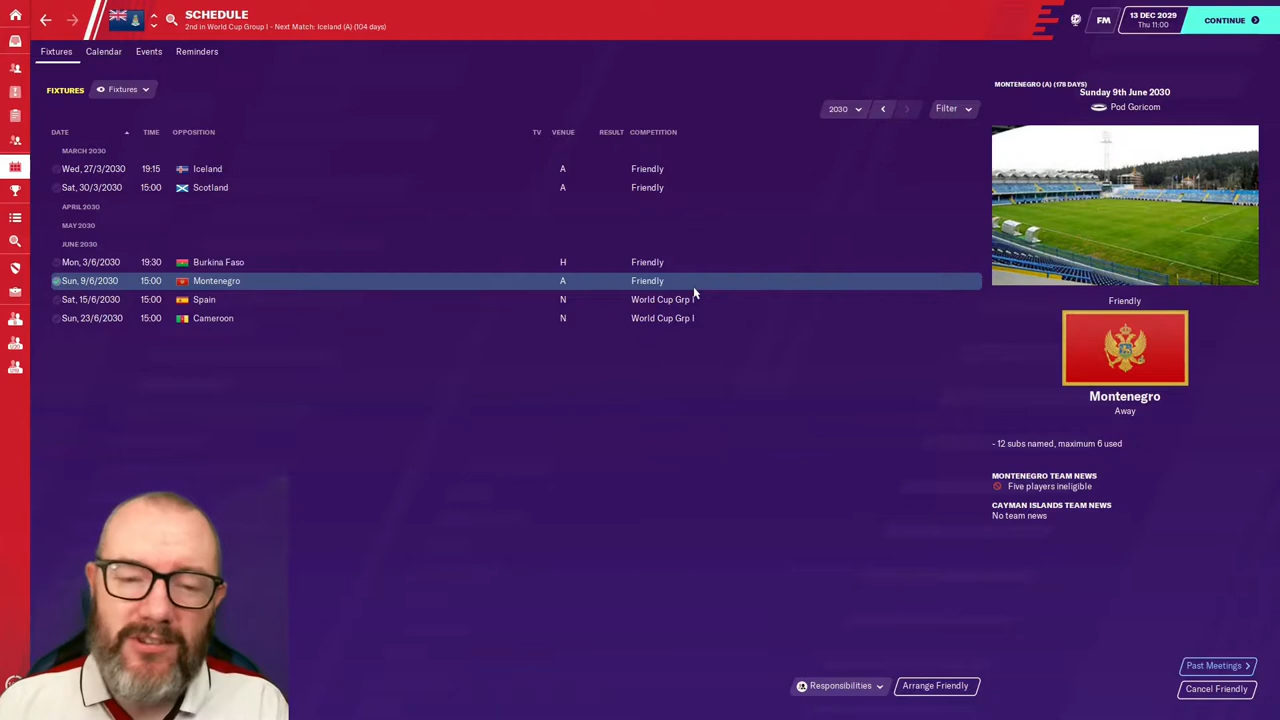 SCHEDULE
2nd in World Cup Group I - Next Match: Iceland (A) (104 days)
FM
13 DEC 2029
Thu 11:00
CONTINUE
Fixtures
Calendar
Events
Reminders
FIXTURES
Fixtures
2030
Filter
DATE TIME OPPOSITION TV VENUE RESULT COMPETITION
MARCH 2030
Wed, 27/3/2030 19:15 Iceland A Friendly
Sat, 30/3/2030 15:00 Scotland A Friendly
APRIL 2030
MAY 2030
JUNE 2030
Mon, 3/6/2030 19:30 Burkina Faso H Friendly
Sun, 9/6/2030 15:00 Montenegro A Friendly
Sat, 15/6/2030 15:00 Spain N World Cup Grp I
Sun, 23/6/2030 15:00 Cameroon N World Cup Grp I
MONTENEGRO (A) (178 DAYS)
Sunday 9th June 2030
Pod Goricom
Friendly
Montenegro
Away
- 12 subs named, maximum 6 used
MONTENEGRO TEAM NEWS
Five players ineligible
CAYMAN ISLANDS TEAM NEWS
No team news
Past Meetings
Responsibilities
Arrange Friendly
Cancel Friendly